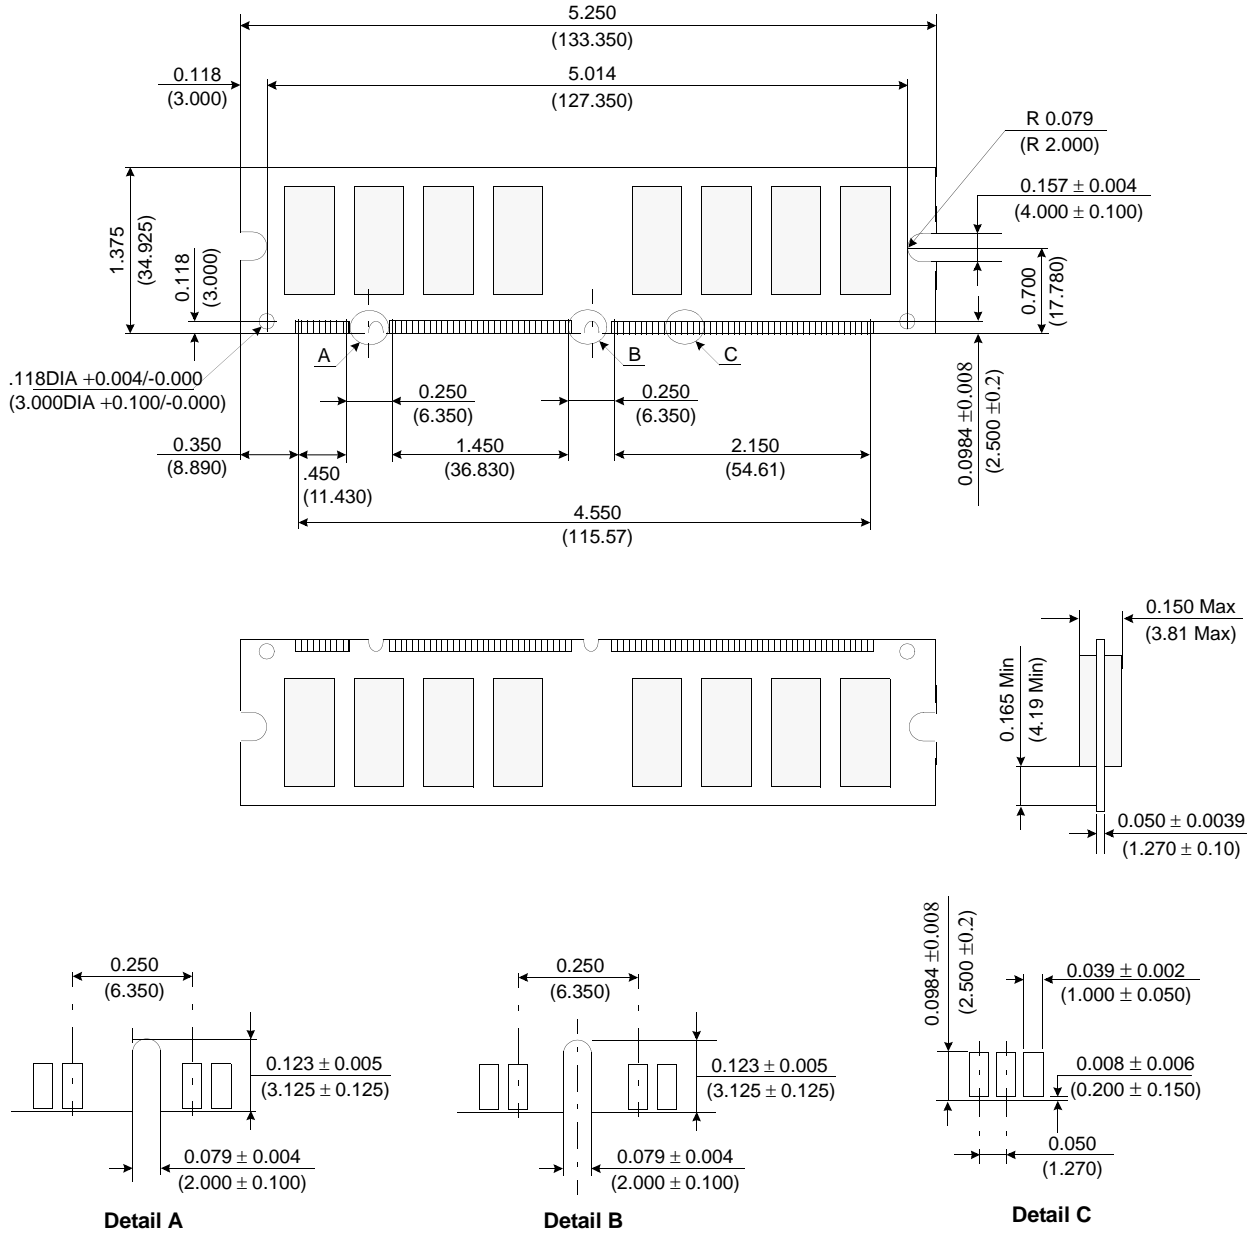 5.250
(133.350)
0.118
(3.000)
5.014
(127.350)
R 0.079
(R 2.000)
0.157 ± 0.004
(4.000 ± 0.100)
1.375
(34.925)
0.118
(3.000)
0.700
(17.780)
A
B
C
.118DIA +0.004/-0.000
(3.000DIA +0.100/-0.000)
0.250
(6.350)
0.250
(6.350)
0.0984 ±0.008
(2.500 ±0.2)
0.350
(8.890)
.450
(11.430)
1.450
(36.830)
2.150
(54.61)
4.550
(115.57)
0.150 Max
(3.81 Max)
0.165 Min
(4.19 Min)
0.050 ± 0.0039
(1.270 ± 0.10)
0.250
(6.350)
0.123 ± 0.005
(3.125 ± 0.125)
0.079 ± 0.004
(2.000 ± 0.100)
Detail A
0.250
(6.350)
0.123 ± 0.005
(3.125 ± 0.125)
0.079 ± 0.004
(2.000 ± 0.100)
Detail B
0.0984 ±0.008
(2.500 ±0.2)
0.039 ± 0.002
(1.000 ± 0.050)
0.008 ± 0.006
(0.200 ± 0.150)
0.050
(1.270)
Detail C